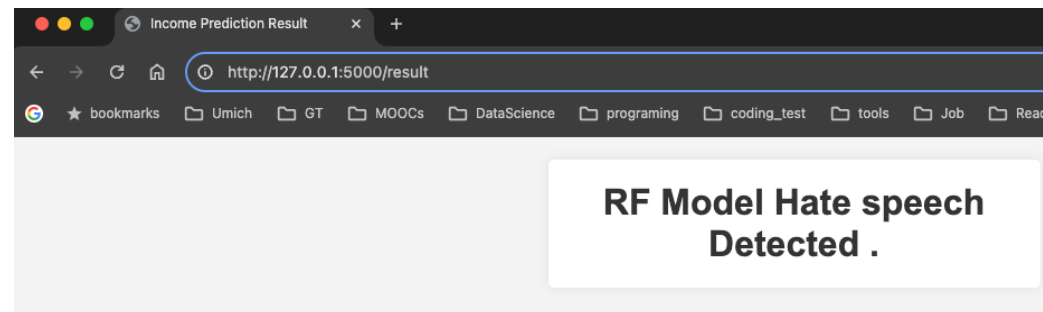 Income Prediction Result
http://127.0.0.1:5000/result
bookmarks Umich GT MOOCs DataScience programing coding_test tools Job
RF Model Hate speech
Detected .